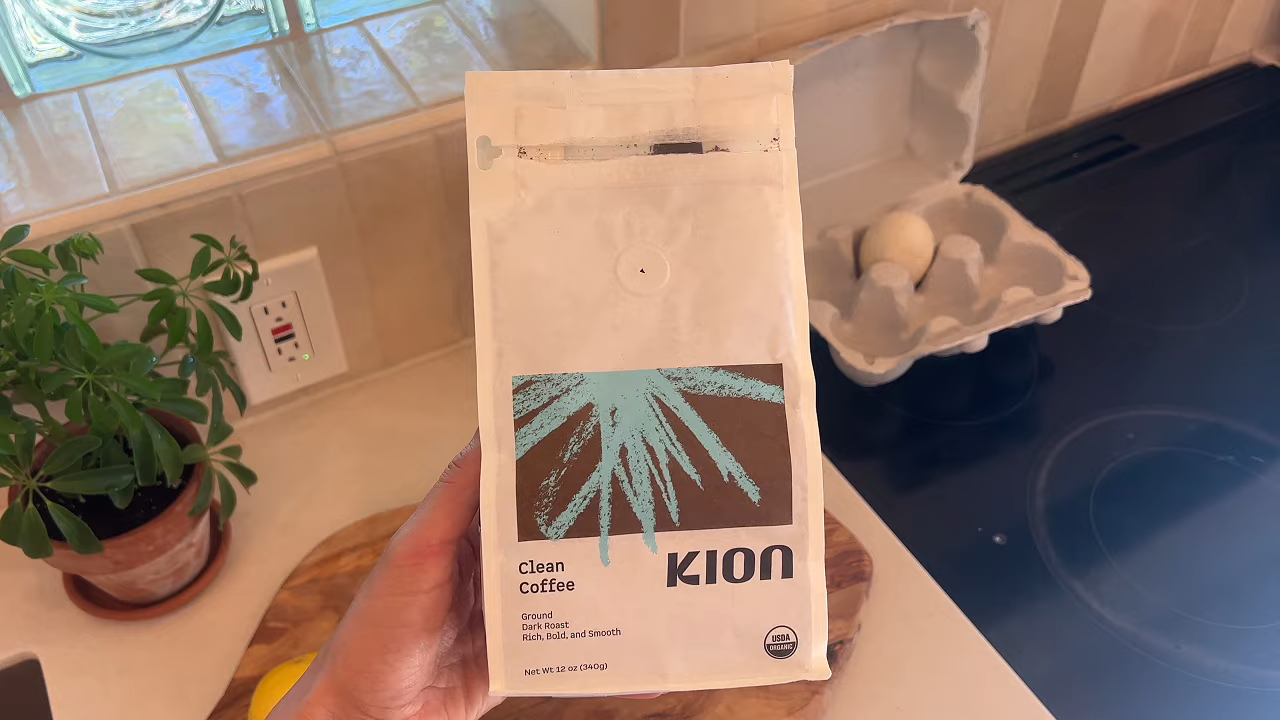 Clean
Coffee
KION
Ground
Dark Roast
Rich, Bold, and Smooth
USDA
ORGANIC
Net Wt 12 oz (340g)